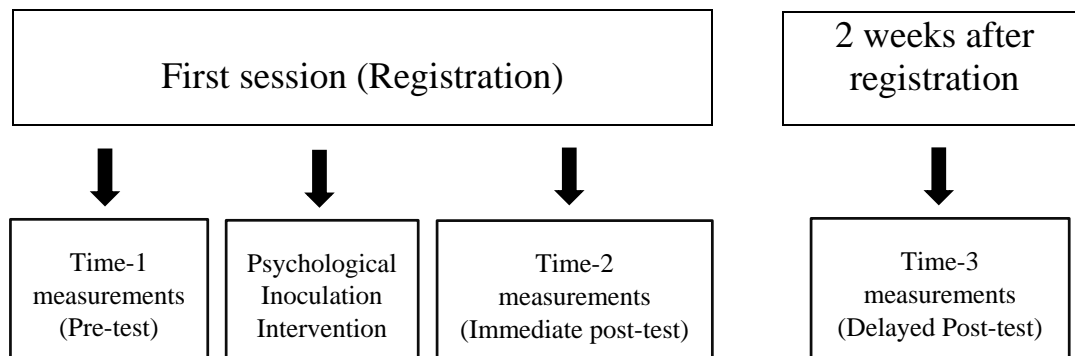 First session (Registration)
2 weeks after
registration
Time-1
measurements
(Pre-test)
Psychological
Inoculation
Intervention
Time-2
measurements
(Immediate post-test)
Time-3
measurements
(Delayed Post-test)